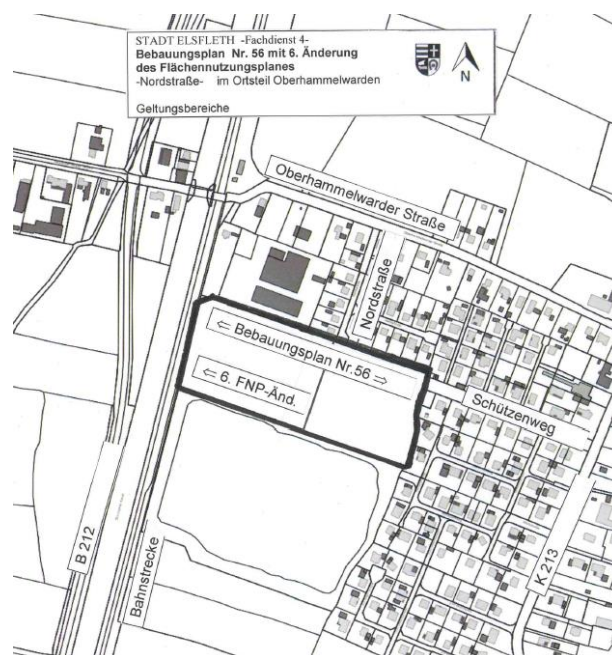 STADT ELSFLETH -Fachdienst 4-
Bebauungsplan Nr. 56 mit 6. Änderung
des Flächennutzungsplanes
-Nordstraße- im Ortsteil Oberhammelwarden
Geltungsbereiche
N
Oberhammelwarder Straße
Nordstraße
⇐ Bebauungsplan Nr.56 ⇒
⇐ 6. FNP-Änd.
Schützenweg
B 212
Bahnstrecke
K 213